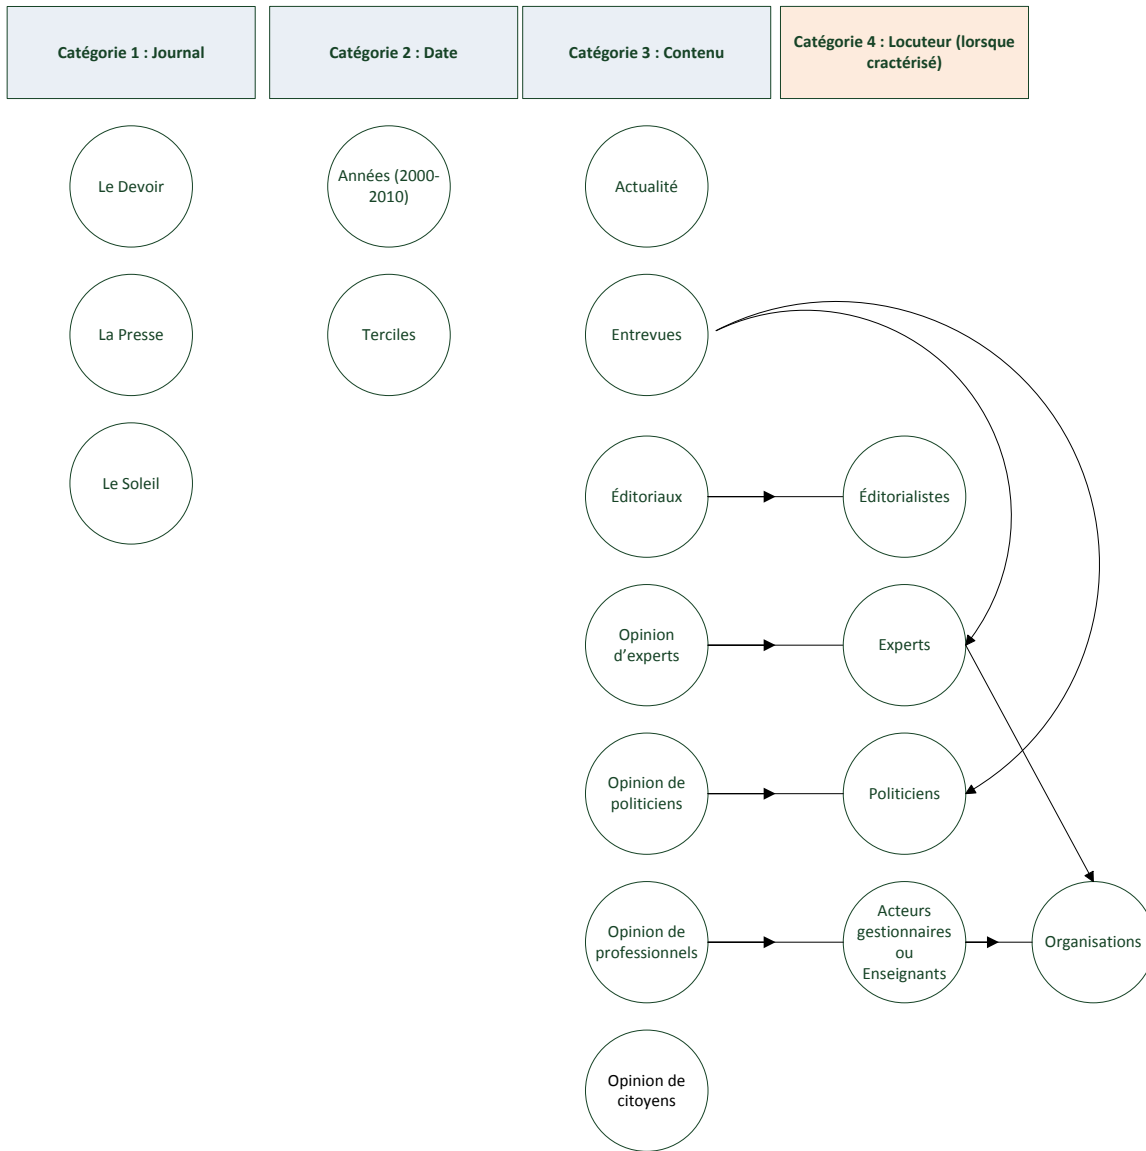 Catégorie 1 : Journal
Catégorie 2 : Date
Catégorie 3 : Contenu
Catégorie 4 : Locuteur (lorsque
cractérisé)
Le Devoir
Années (2000-
2010)
Actualité
La Presse
Terciles
Entrevues
Le Soleil
Éditoriaux
Éditorialistes
Opinion
d’experts
Experts
Opinion de
politiciens
Politiciens
Opinion de
professionnels
Acteurs
gestionnaires
ou
Enseignants
Organisations
Opinion de
citoyens